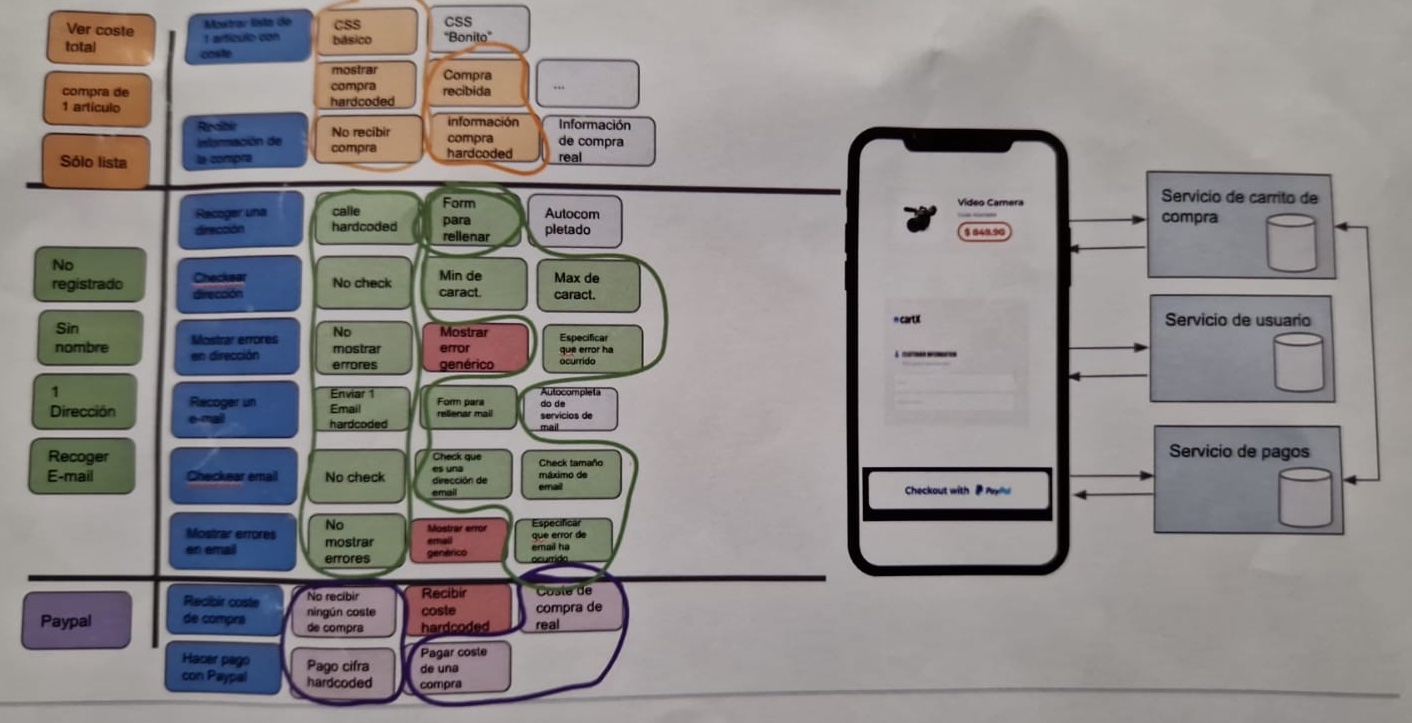 Ver coste
total
compra de
1 artículo
Sólo lista
Mostrar lista de
1 artículo con
coste
CSS
básico
CSS
"Bonito"
mostrar
compra
hardcoded
Compra
recibida
...
Recibir
información de
la compra
No recibir
compra
información
compra
hardcoded
Información
de compra
real
No
registrado
Sin
nombre
1
Dirección
Recoger
E-mail
Recoger una
dirección
calle
hardcoded
Form
para
rellenar
Autocom
pletado
Checkear
dirección
No check
Min de
caract.
Max de
caract.
Mostrar errores
en dirección
No
mostrar
errores
Mostrar
error
genérico
Especificar
que error ha
ocurrido
Recoger un
e-mail
Enviar 1
Email
hardcoded
Form para
rellenar mail
Autocompleta
do de
servicios de
mail
Checkear email
No check
Check que
es una
dirección de
email
Check tamaño
máximo de
email
Mostrar errores
en email
No
mostrar
errores
Mostrar error
email
genérico
Especificar
que error de
email ha
ocurrido
Paypal
Recibir coste
de compra
No recibir
ningún coste
de compra
Recibir
coste
hardcoded
Coste de
compra de
real
Hacer pago
con Paypal
Pago cifra
hardcoded
Pagar coste
de una
compra
Video Camera
$ 849.90
cartX
CUSTOMER INFORMATION
Checkout with PayPal
Servicio de carrito de
compra
Servicio de usuario
Servicio de pagos